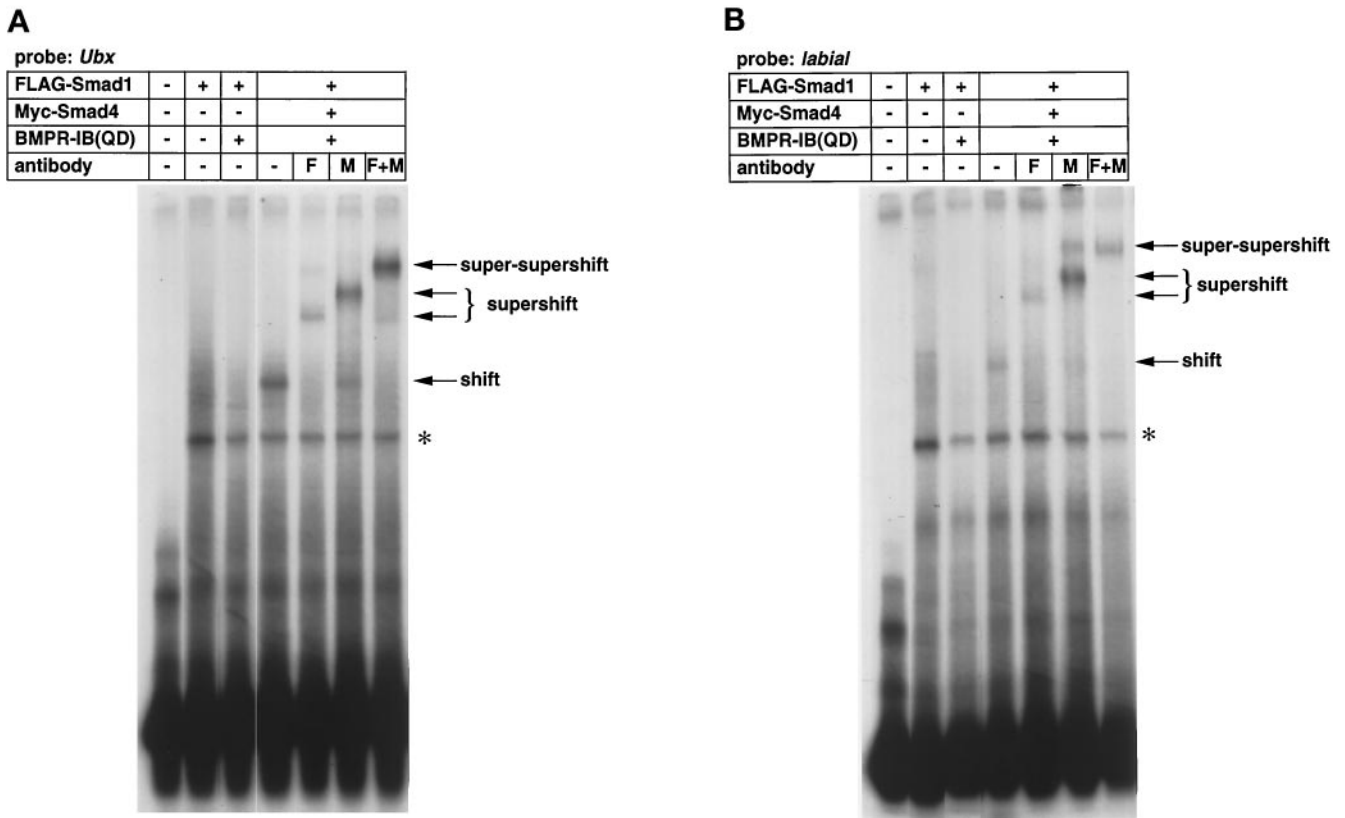 A
probe: Ubx
FLAG-Smad1 - + + +
Myc-Smad4 - - - +
BMPR-IB(QD) - - + +
antibody - - - - F M F+M
super-supershift
} supershift
shift
*
B
probe: labial
FLAG-Smad1 - + + +
Myc-Smad4 - - - +
BMPR-IB(QD) - - + +
antibody - - - - F M F+M
super-supershift
} supershift
shift
*